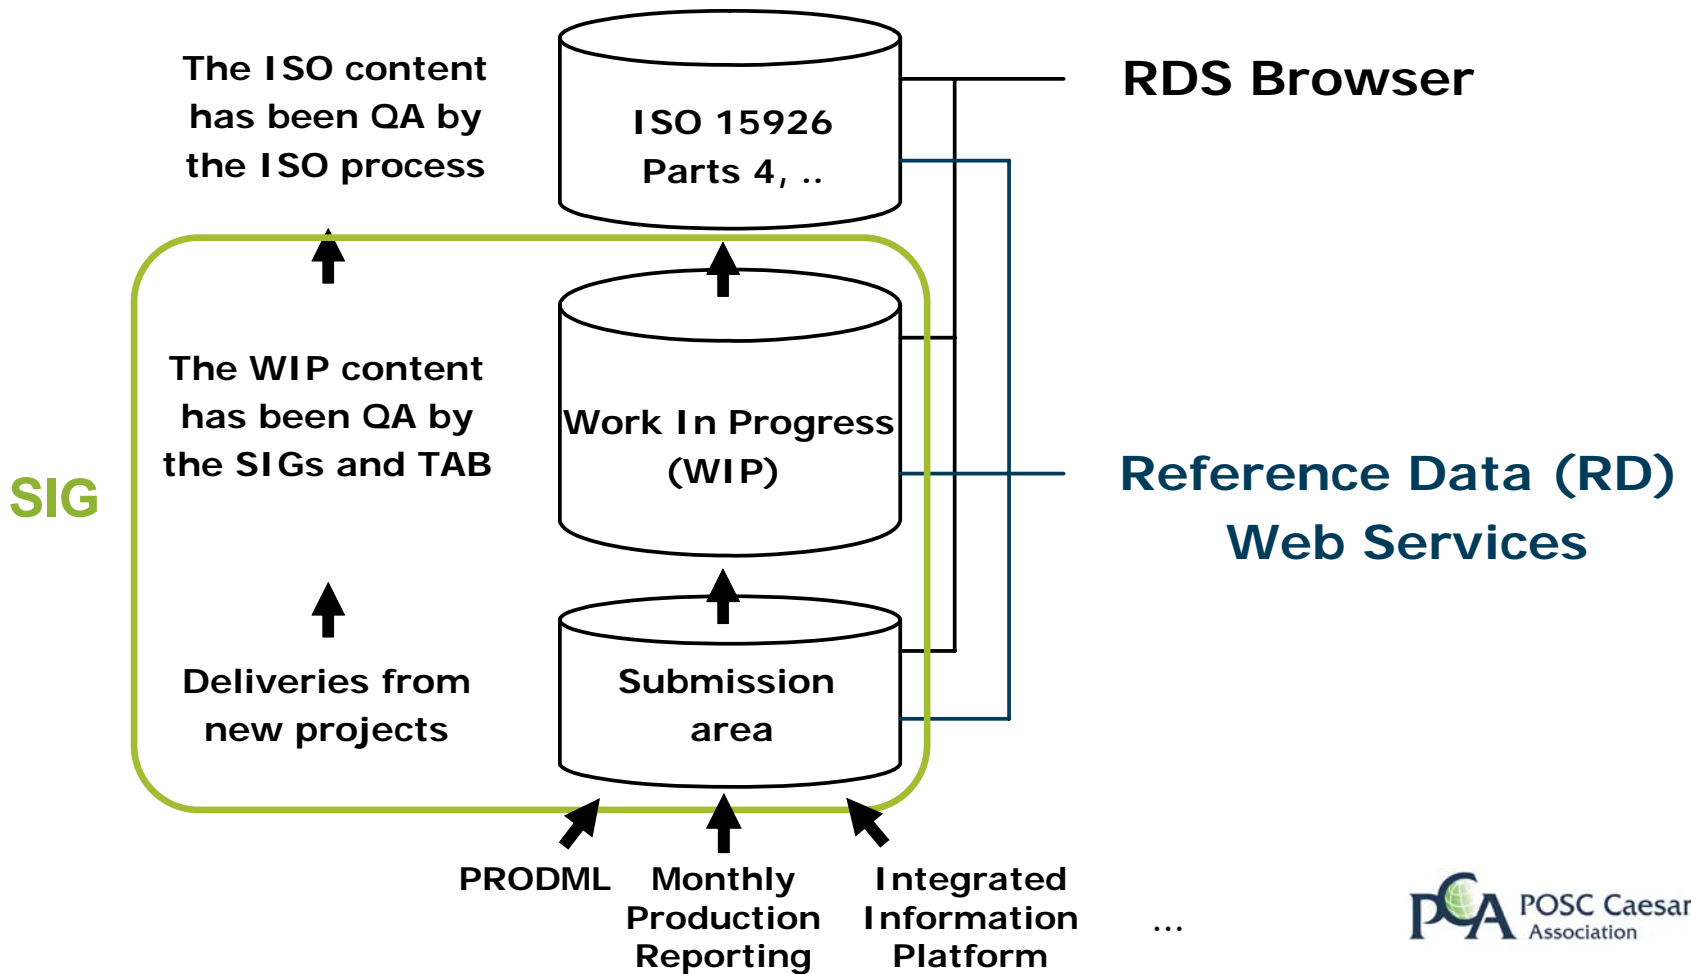 The ISO content
has been QA by
the ISO process
ISO 15926
Parts 4, ..
RDS Browser
The WIP content
has been QA by
the SIGs and TAB
Work In Progress
(WIP)
SIG
Reference Data (RD)
Web Services
Deliveries from
new projects
Submission
area
PRODML
Monthly
Production
Reporting
Integrated
Information
Platform
...
PCA POSC Caesar
Association